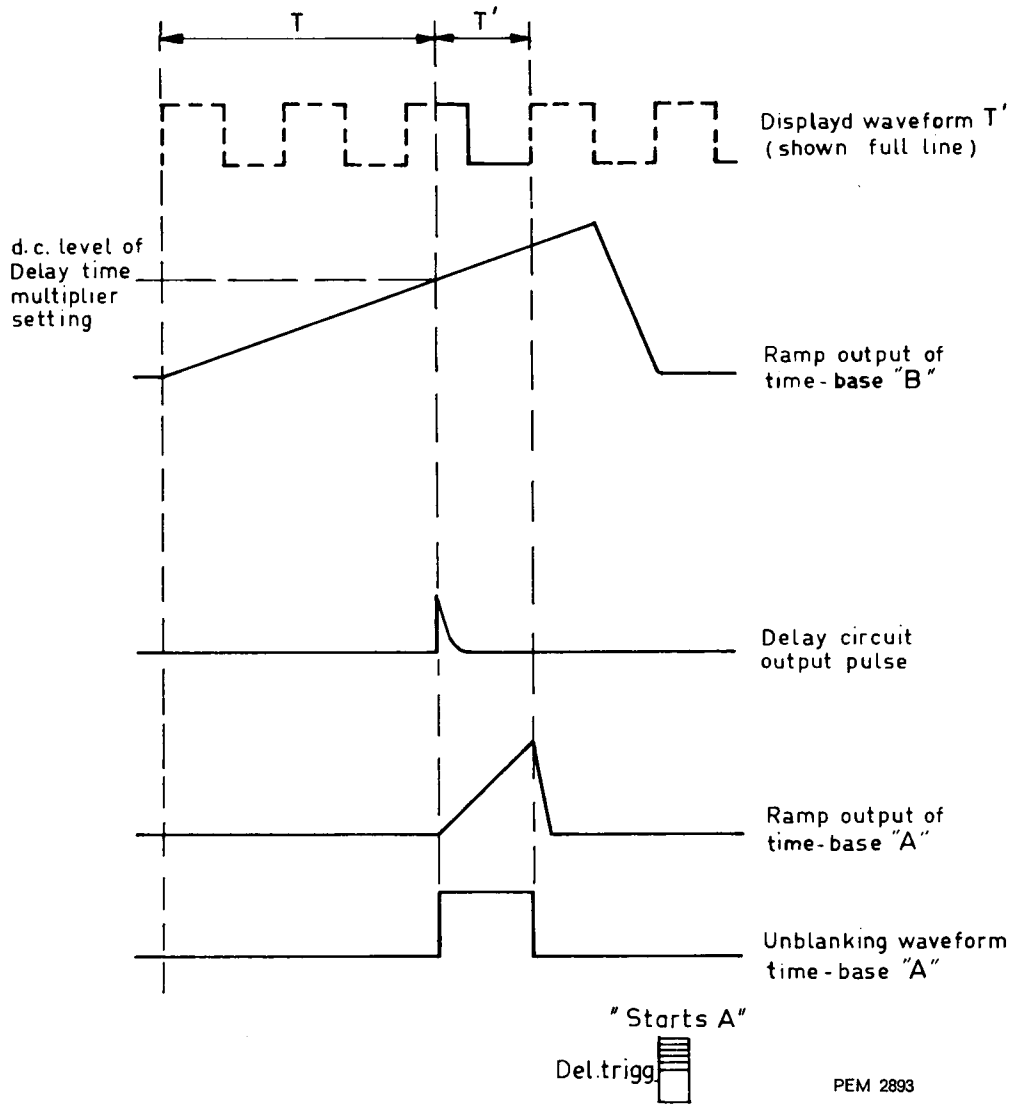 T
T'
Displayd waveform T'
(shown full line)
d.c. level of
Delay time
multiplier
setting
Ramp output of
time-base "B"
Delay circuit
output pulse
Ramp output of
time-base "A"
Unblanking waveform
time-base "A"
"Starts A"
Del.trigg.
PEM 2893